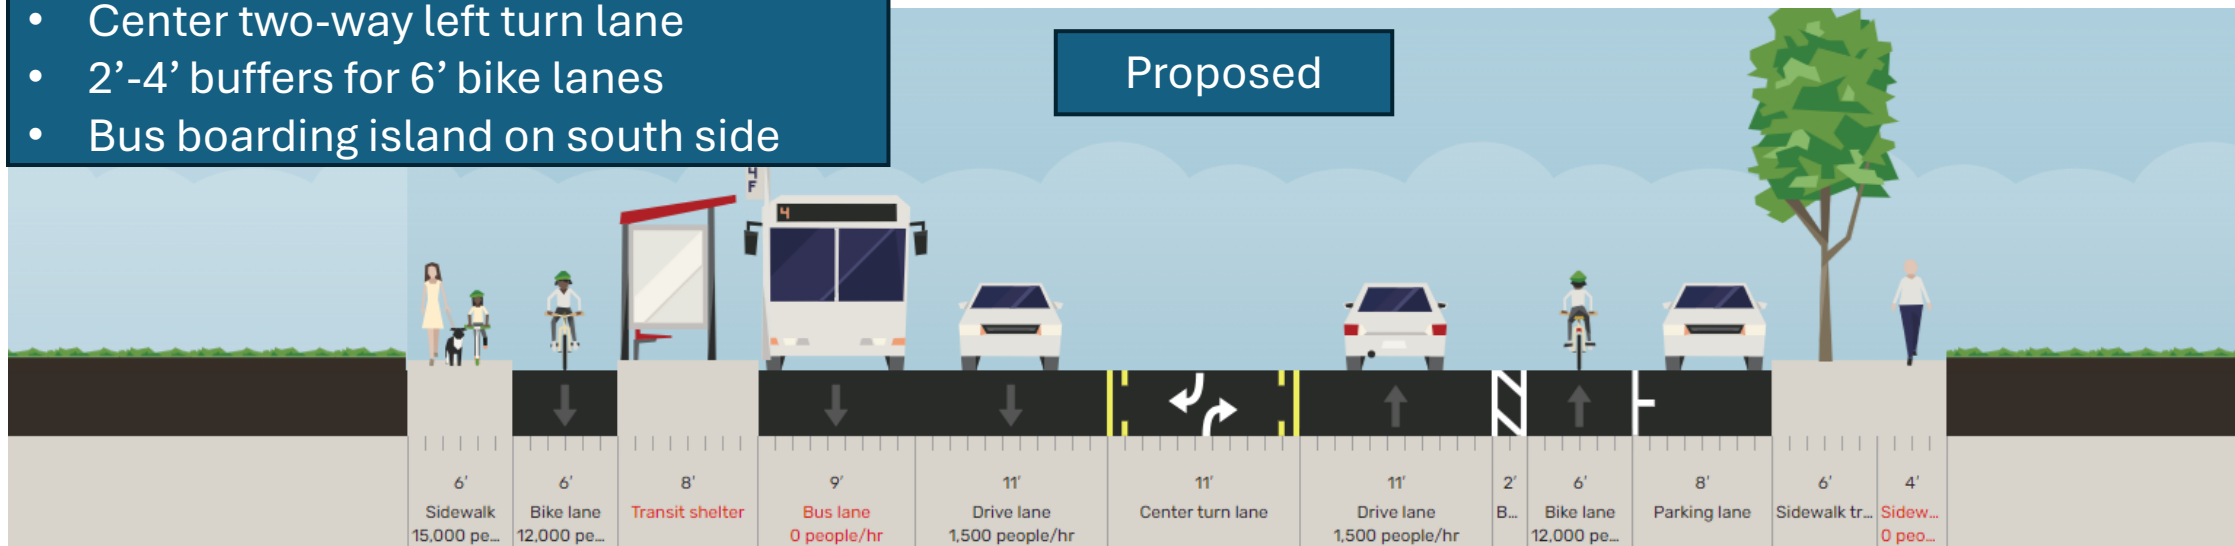 • Center two-way left turn lane
• 2’-4’ buffers for 6’ bike lanes
• Bus boarding island on south side
Proposed
4
F
4
6' 6' 8' 9' 11' 11' 11' 2' 6' 8' 6' 4'
Sidewalk Bike lane Transit shelter Bus lane Drive lane Center turn lane Drive lane B... Bike lane Parking lane Sidewalk tr... Sidew...
15,000 pe... 12,000 pe... 0 people/hr 1,500 people/hr 1,500 people/hr 12,000 pe... 0 peo...